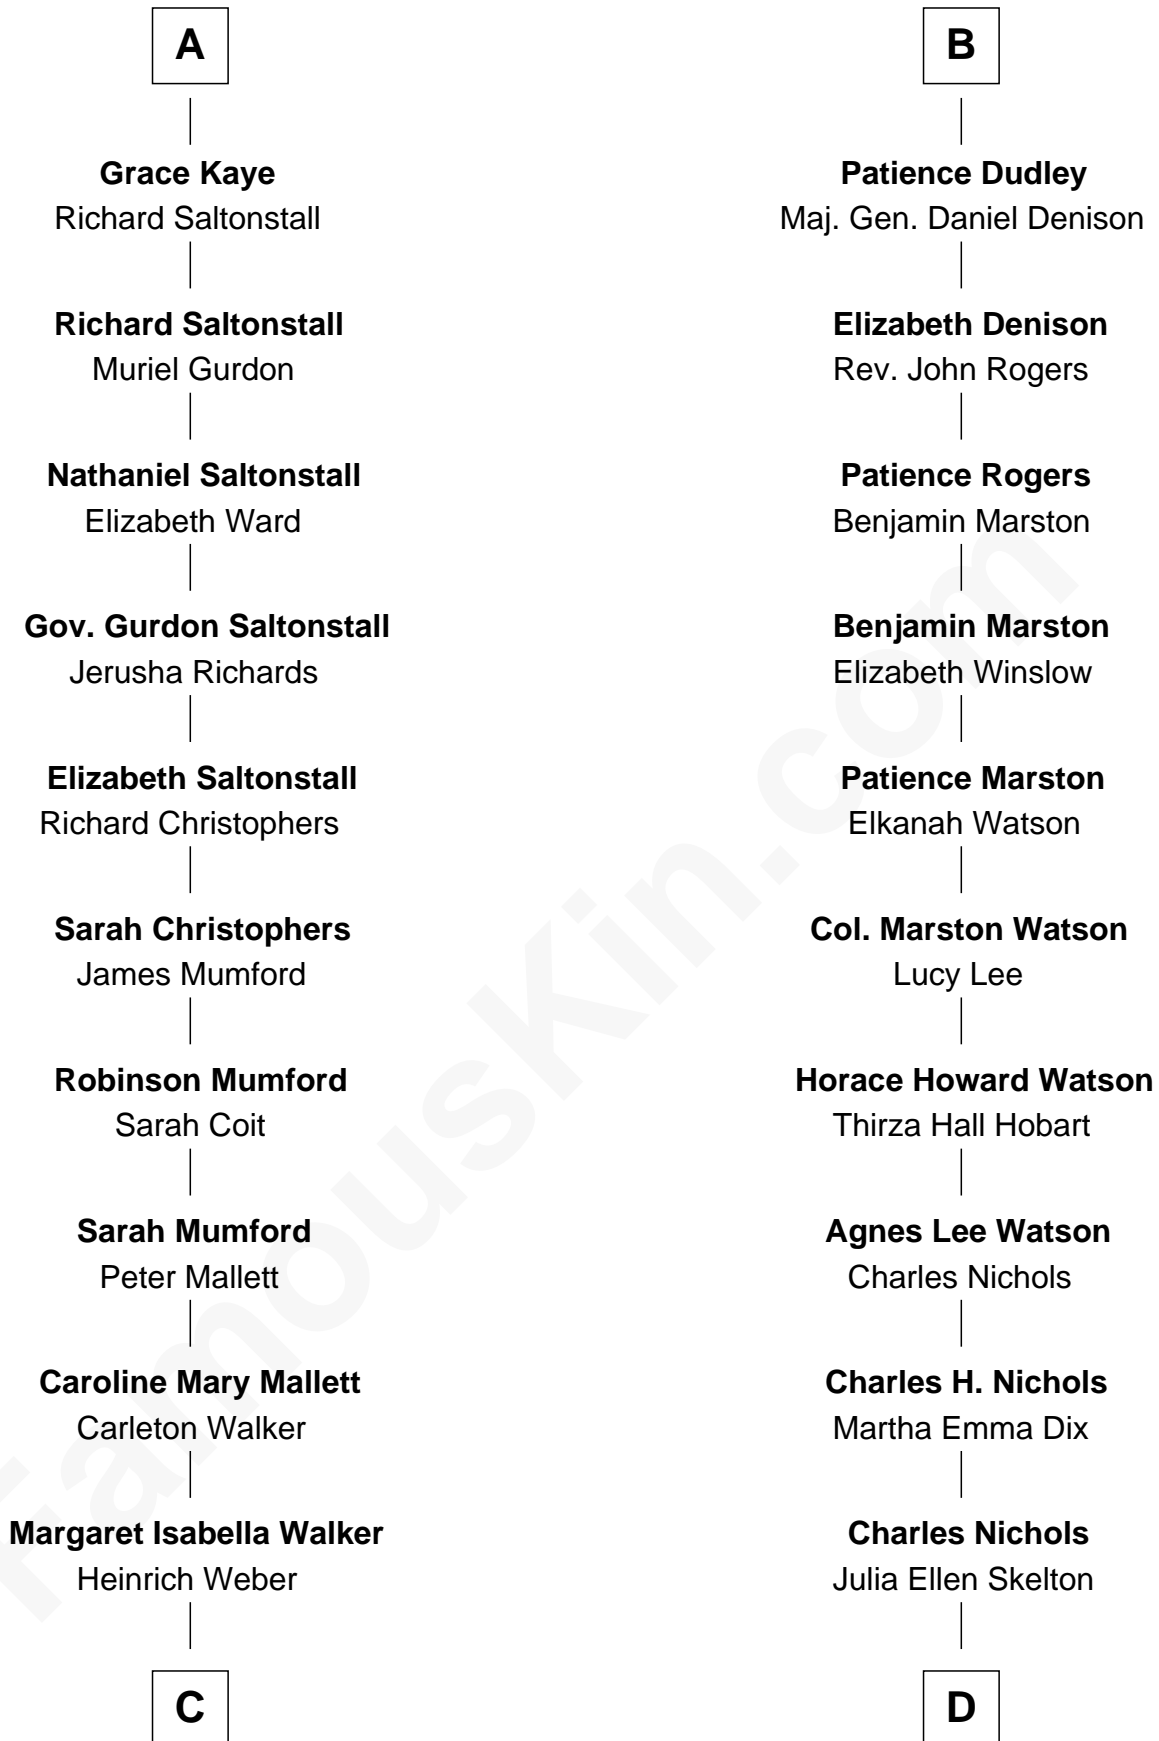 A
Grace Kaye
Richard Saltonstall
Richard Saltonstall
Muriel Gurdon
Nathaniel Saltonstall
Elizabeth Ward
Gov. Gurdon Saltonstall
Jerusha Richards
Elizabeth Saltonstall
Richard Christophers
Sarah Christophers
James Mumford
Robinson Mumford
Sarah Coit
Sarah Mumford
Peter Mallett
Caroline Mary Mallett
Carleton Walker
Margaret Isabella Walker
Heinrich Weber
C
B
Patience Dudley
Maj. Gen. Daniel Denison
Elizabeth Denison
Rev. John Rogers
Patience Rogers
Benjamin Marston
Benjamin Marston
Elizabeth Winslow
Patience Marston
Elkanah Watson
Col. Marston Watson
Lucy Lee
Horace Howard Watson
Thirza Hall Hobart
Agnes Lee Watson
Charles Nichols
Charles H. Nichols
Martha Emma Dix
Charles Nichols
Julia Ellen Skelton
D
FamousKin.com